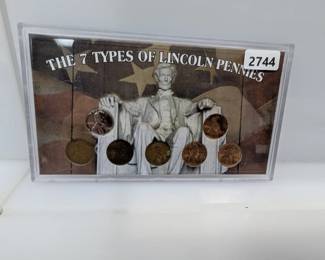 THE 7 TYPES OF LINCOLN PENNIES
2744